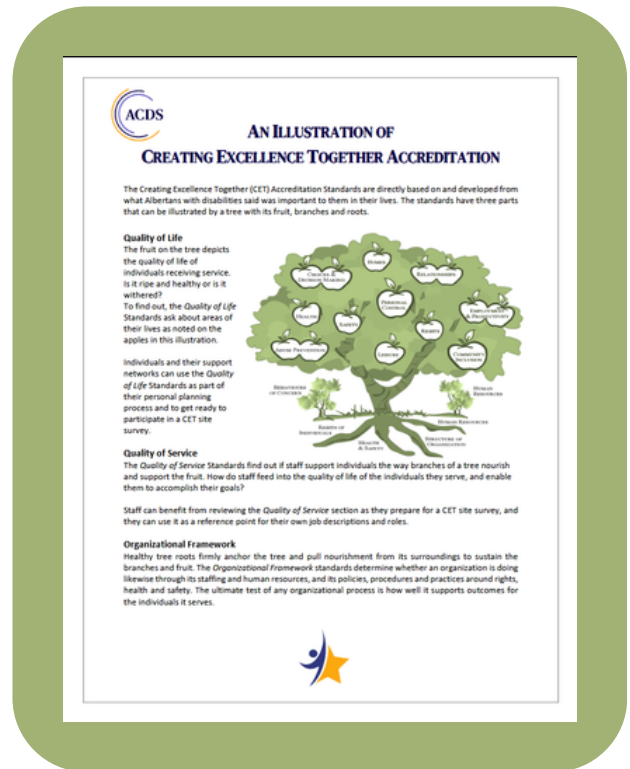 ACDS
AN ILLUSTRATION OF
CREATING EXCELLENCE TOGETHER ACCREDITATION
The Creating Excellence Together (CET) Accreditation Standards are directly based on and developed from
what Albertans with disabilities said was important to them in their lives. The standards have three parts
that can be illustrated by a tree with its fruit, branches and roots.
Quality of Life
The fruit on the tree depicts
the quality of life of
individuals receiving service.
Is it ripe and healthy or is it
withered?
To find out, the Quality of Life
Standards ask about areas of
their lives as noted on the
apples in this illustration.
Individuals and their support
networks can use the Quality
of Life Standards as part of
their personal planning
process and to get ready to
participate in a CET site
survey.
HOMES
CHOICES &
DECISION MAKING
RELATIONSHIPS
PERSONAL
CONTROL
HEALTH
SAFETY
RIGHTS
EMPLOYMENT
& PRODUCTIVITY
ABUSE PREVENTION
LEISURE
COMMUNITY
INCLUSION
BEHAVIOURS
OF CONCERN
HUMAN
RESOURCES
RIGHTS OF
INDIVIDUALS
HUMAN RESOURCES
HEALTH
& SAFETY
STRUCTURE OF
ORGANIZATION
Quality of Service
The Quality of Service Standards find out if staff support individuals the way branches of a tree nourish
and support the fruit. How do staff feed into the quality of life of the individuals they serve, and enable
them to accomplish their goals?
Staff can benefit from reviewing the Quality of Service section as they prepare for a CET site survey, and
they can use it as a reference point for their own job descriptions and roles.
Organizational Framework
Healthy tree roots firmly anchor the tree and pull nourishment from its surroundings to sustain the
branches and fruit. The Organizational Framework standards determine whether an organization is doing
likewise through its staffing and human resources, and its policies, procedures and practices around rights,
health and safety. The ultimate test of any organizational process is how well it supports outcomes for
the individuals it serves.